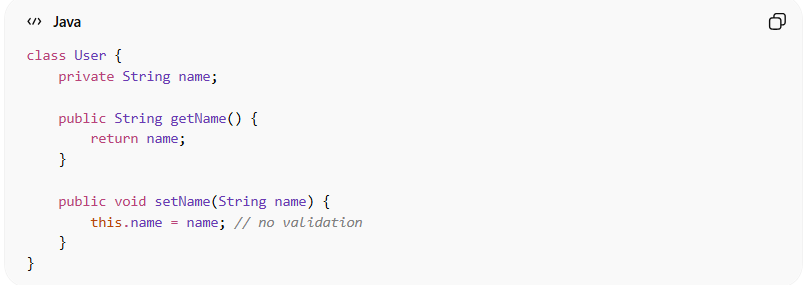 </> Java
class User {
    private String name;

    public String getName() {
        return name;
    }

    public void setName(String name) {
        this.name = name; // no validation
    }
}